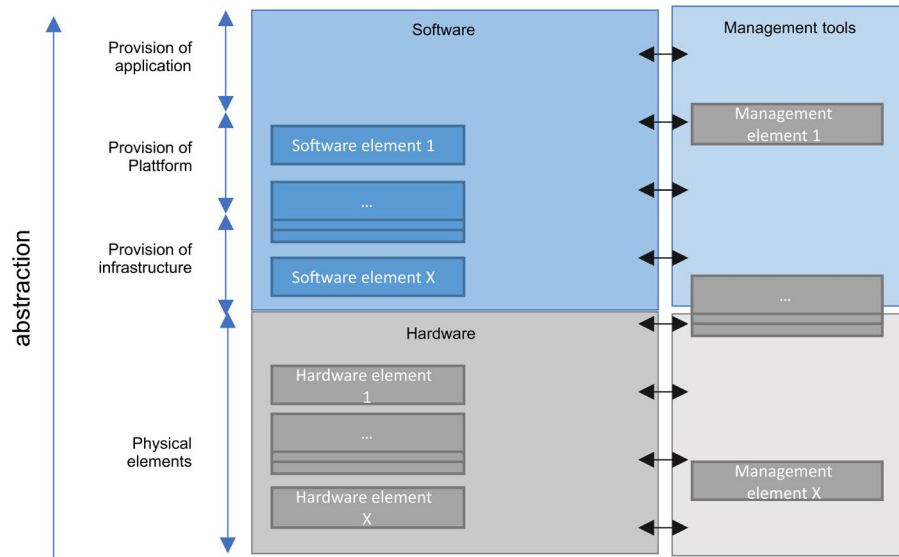 Software
Management tools
Provision of
application
Management
element 1
Provision of
Plattform
Software element 1
...
Provision of
infrastructure
Software element X
...
abstraction
Hardware
Hardware element
1
...
Physical
elements
Management
element X
Hardware element
X